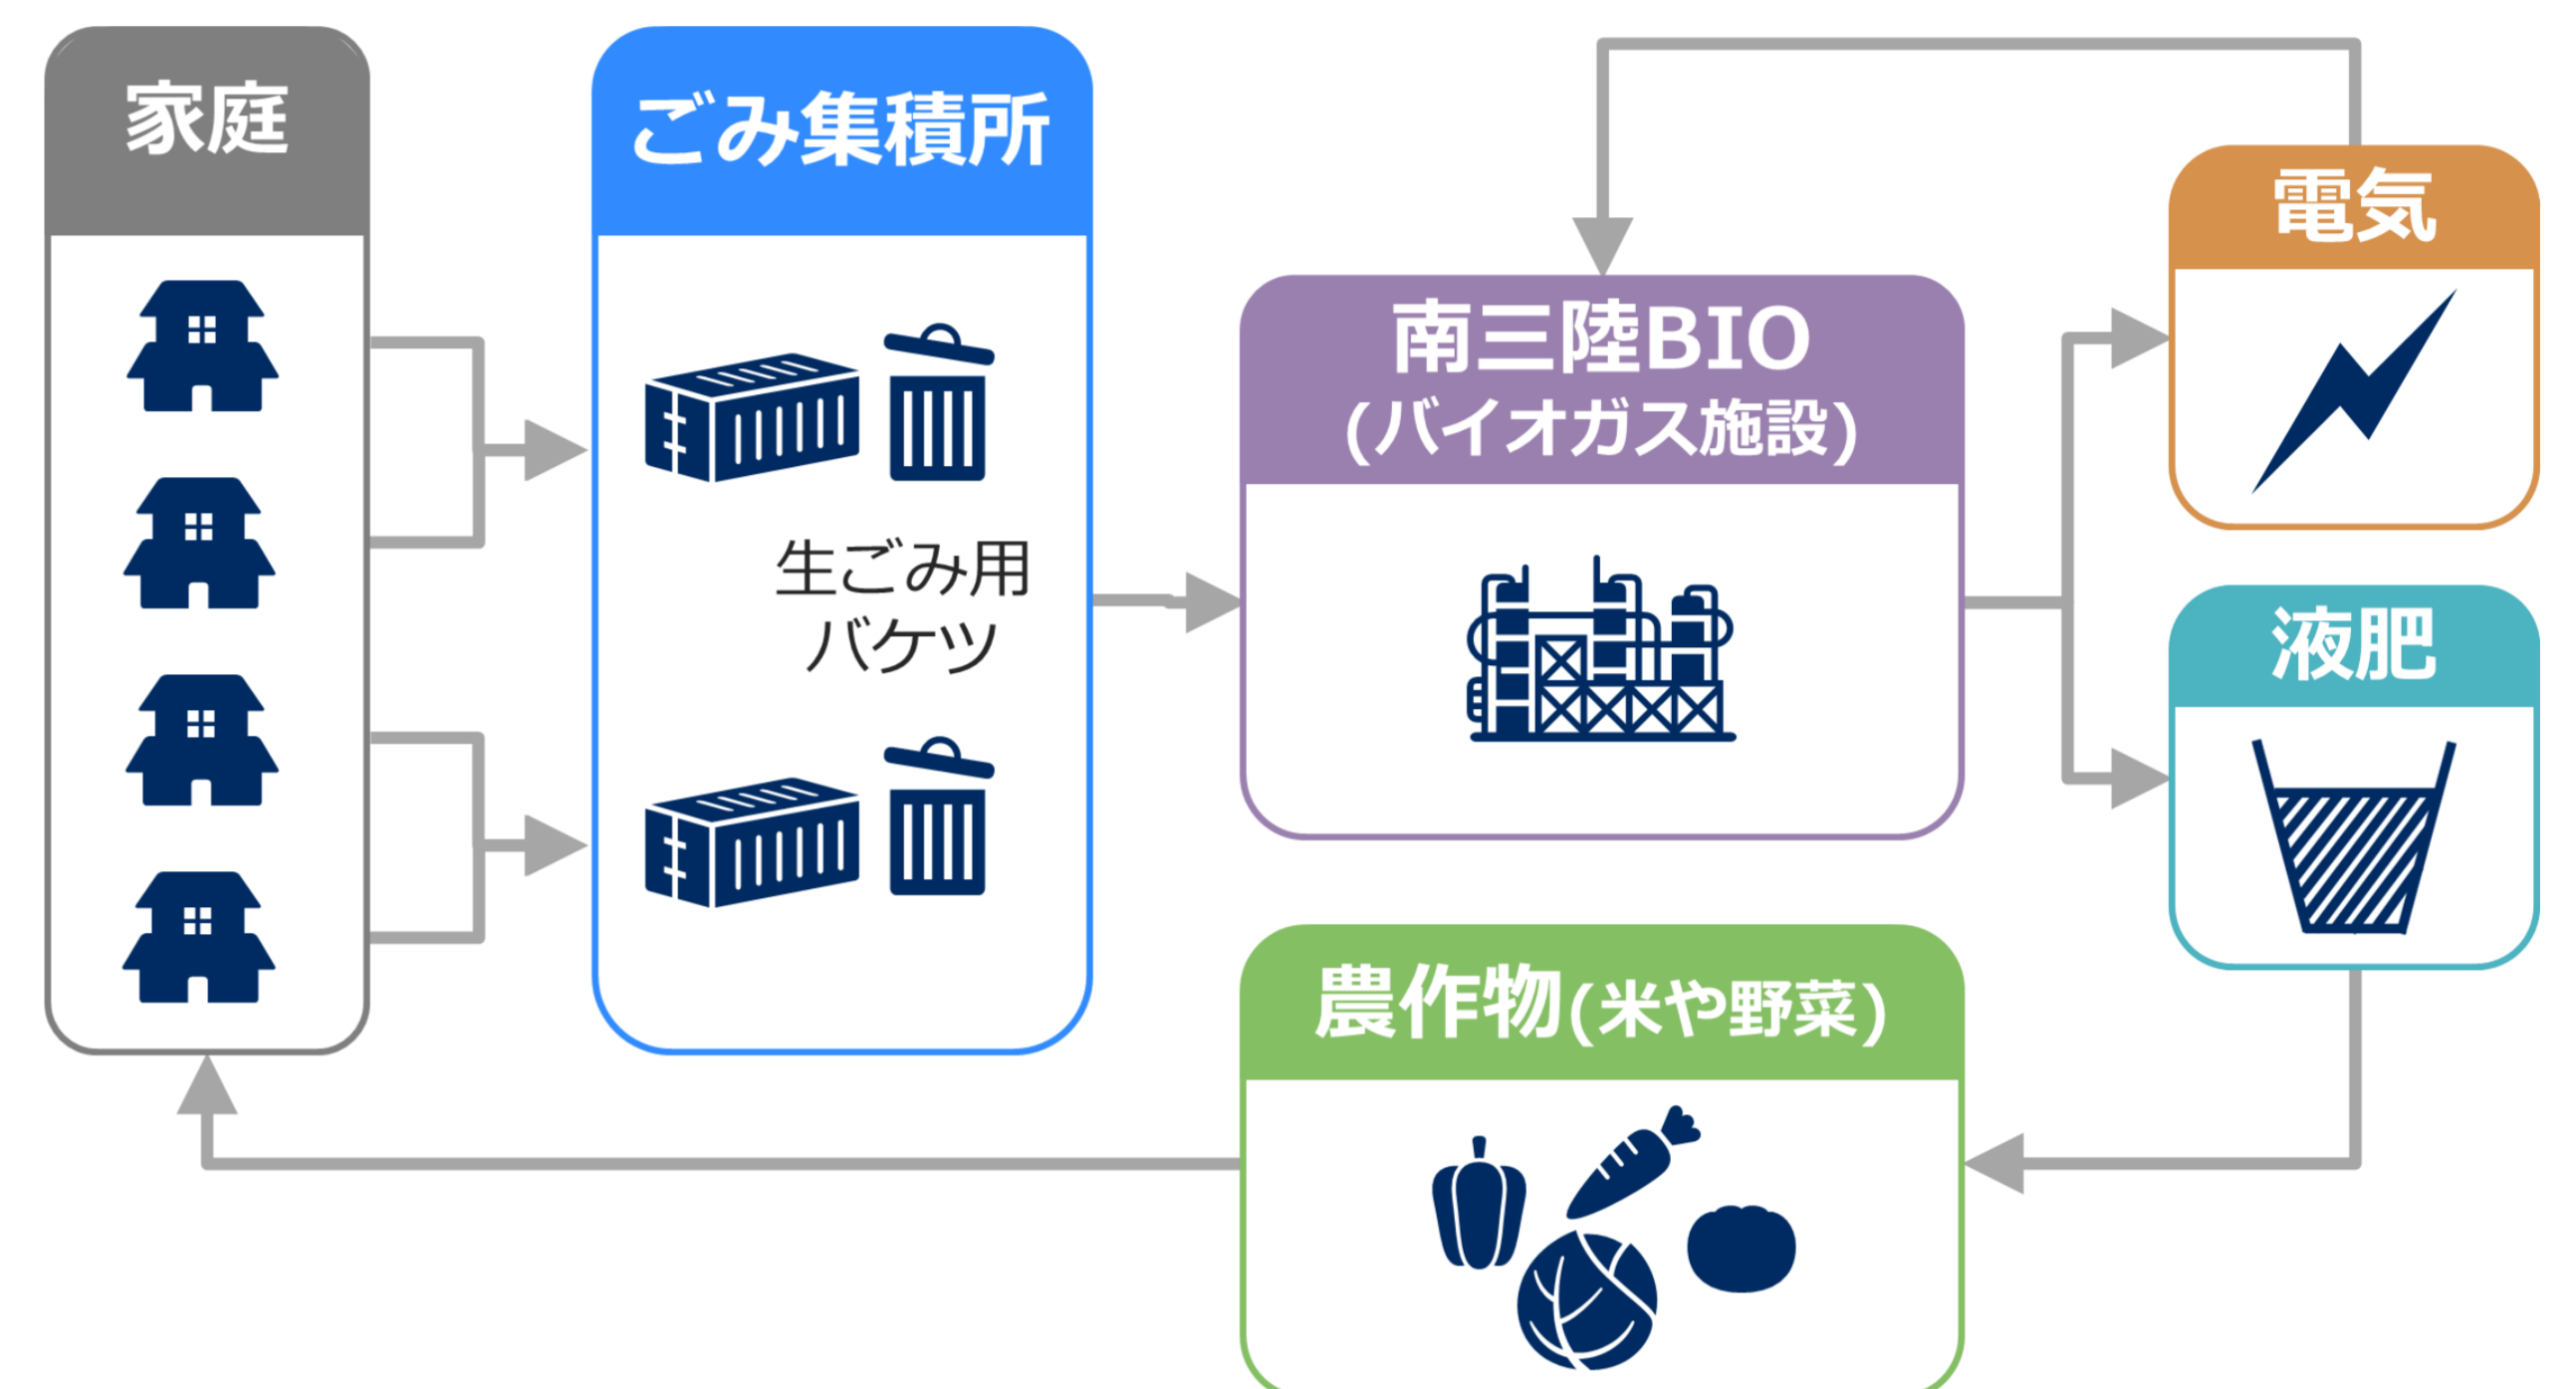 家庭
ごみ集積所
生ごみ用
バケツ
南三陸BIO
(バイオガス施設)
電気
液肥
農作物(米や野菜)